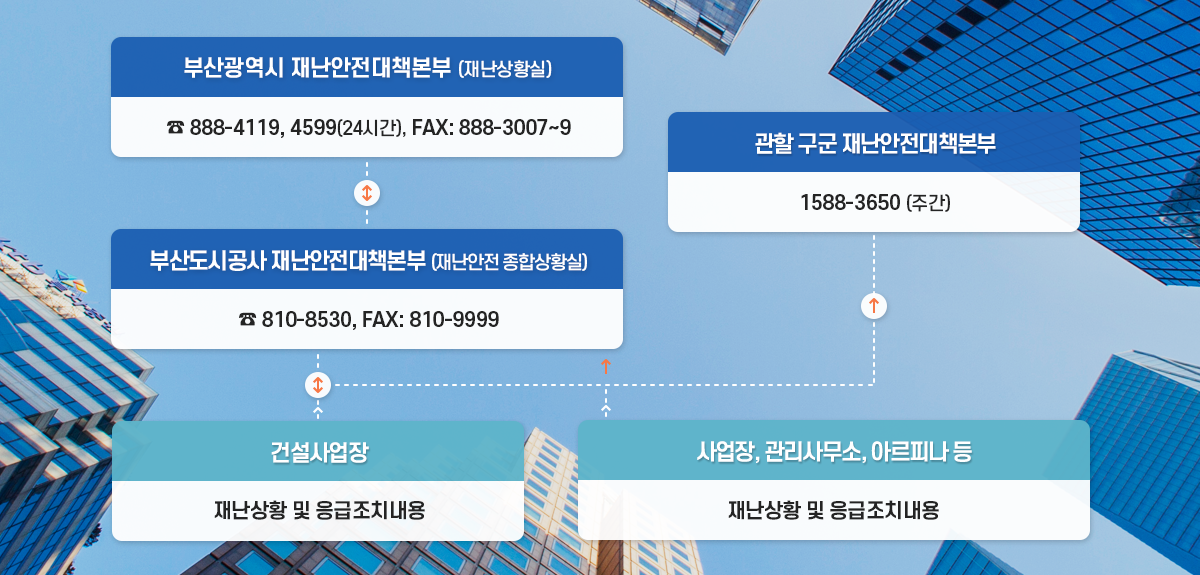 부산광역시 재난안전대책본부 (재난상황실)
☎ 888-4119, 4599(24시간), FAX: 888-3007~9
관할 구군 재난안전대책본부
1588-3650 (주간)
부산도시공사 재난안전대책본부 (재난안전 종합상황실)
☎ 810-8530, FAX: 810-9999
건설사업장
재난상황 및 응급조치내용
사업장, 관리사무소, 아르피나 등
재난상황 및 응급조치내용